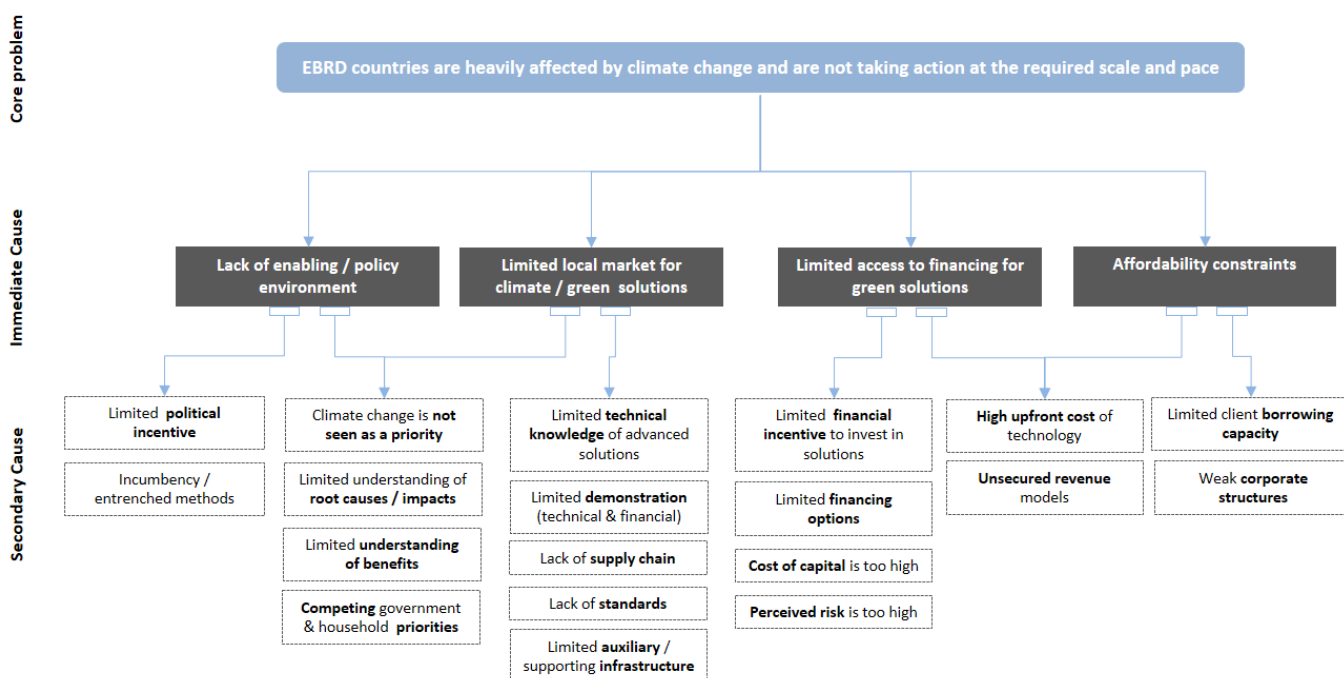 Core problem
EBRD countries are heavily affected by climate change and are not taking action at the required scale and pace
Immediate Cause
Lack of enabling / policy
environment
Limited local market for
climate / green solutions
Limited access to financing for
green solutions
Affordability constraints
Secondary Cause
Limited political
incentive
Incumbency /
entrenched methods
Climate change is not
seen as a priority
Limited understanding of
root causes / impacts
Limited understanding
of benefits
Competing government
& household priorities
Limited technical
knowledge of advanced
solutions
Limited demonstration
(technical & financial)
Lack of supply chain
Lack of standards
Limited auxiliary /
supporting infrastructure
Limited financial
incentive to invest in
solutions
Limited financing
options
Cost of capital is too high
Perceived risk is too high
High upfront cost of
technology
Unsecured revenue
models
Limited client borrowing
capacity
Weak corporate
structures